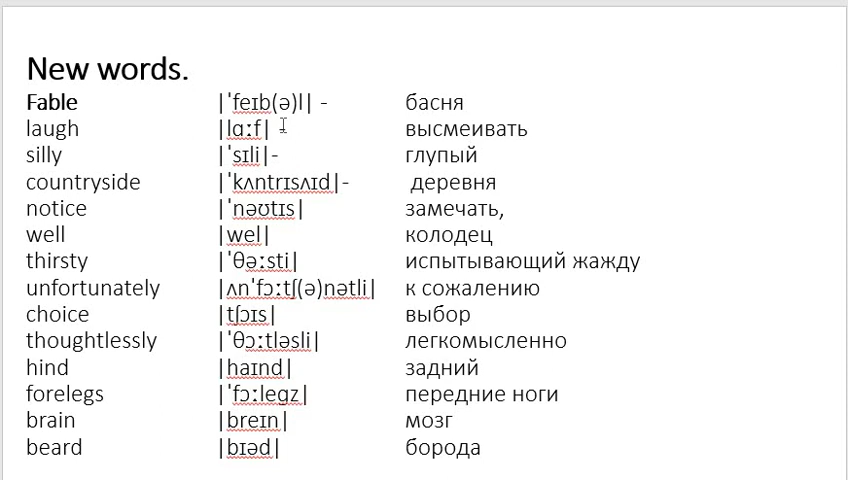 New words.
Fable |ˈfeɪb(ə)l| - басня
laugh |lɑːf| высмеивать
silly |ˈsɪli|- глупый
countryside |ˈkʌntrɪsʌɪd|- деревня
notice |ˈnəʊtɪs| замечать,
well |wel| колодец
thirsty |ˈθəːsti| испытывающий жажду
unfortunately |ʌnˈfɔːtʃ(ə)nətli| к сожалению
choice |tʃɔɪs| выбор
thoughtlessly |ˈθɔːtləsli| легкомысленно
hind |haɪnd| задний
forelegs |ˈfɔːlegz| передние ноги
brain |breɪn| мозг
beard |bɪəd| борода